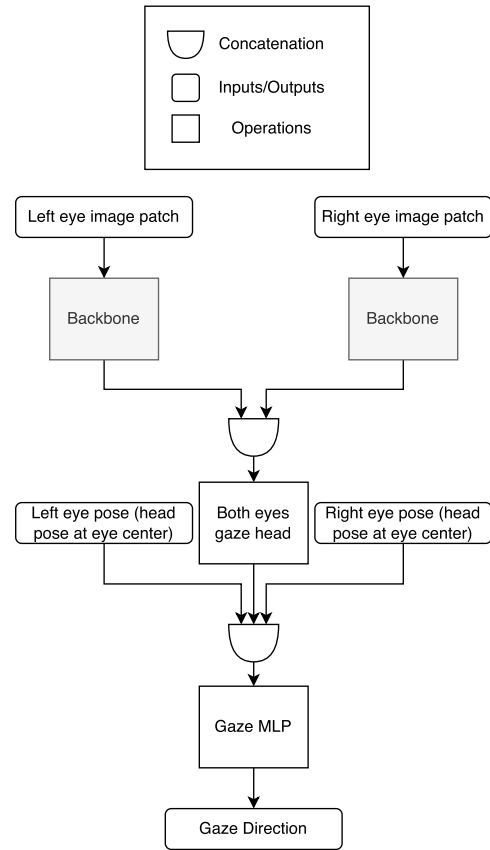 Concatenation
Inputs/Outputs
Operations
Left eye image patch
Right eye image patch
Backbone
Backbone
Left eye pose (head
pose at eye center)
Both eyes
gaze head
Right eye pose (head
pose at eye center)
Gaze MLP
Gaze Direction